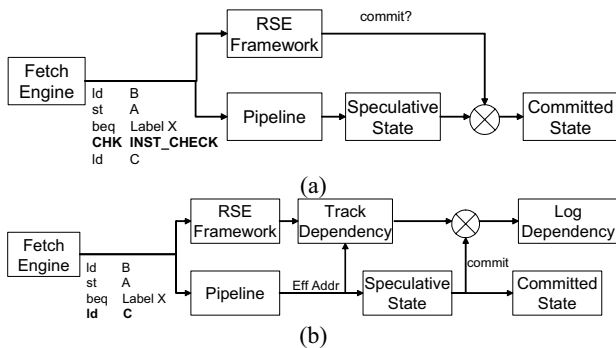 RSE
Framework
commit?
Fetch
Engine
ld B
st A
beq Label X
CHK INST_CHECK
ld C
Pipeline
Speculative
State
Committed
State
(a)
RSE
Framework
Track
Dependency
Log
Dependency
Fetch
Engine
ld B
st A
beq Label X
ld C
Pipeline
Eff Addr
Speculative
State
commit
Committed
State
(b)